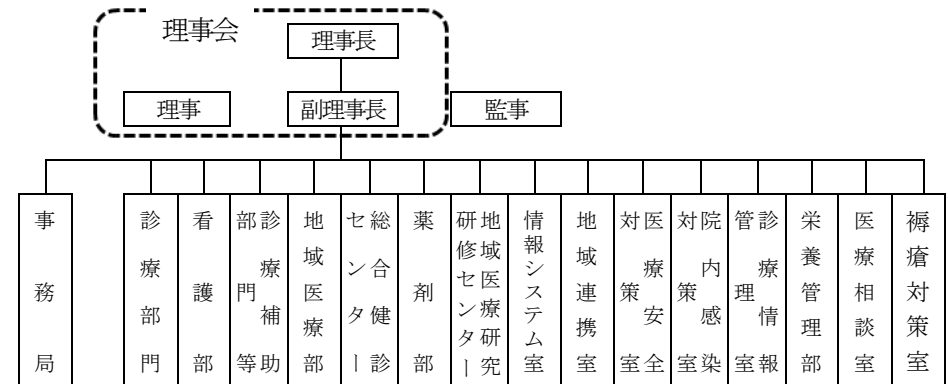 理事会
理事長
理事
副理事長
監事
事務局
診療部門
看護部
診療補助
部門等
地域医療部
総合健診
センター
薬剤部
地域医療研究
研修センター
情報システム室
地域連携室
医療安全
対策室
院内感染
対策室
診療情報
管理室
栄養管理部
医療相談室
褥瘡対策室